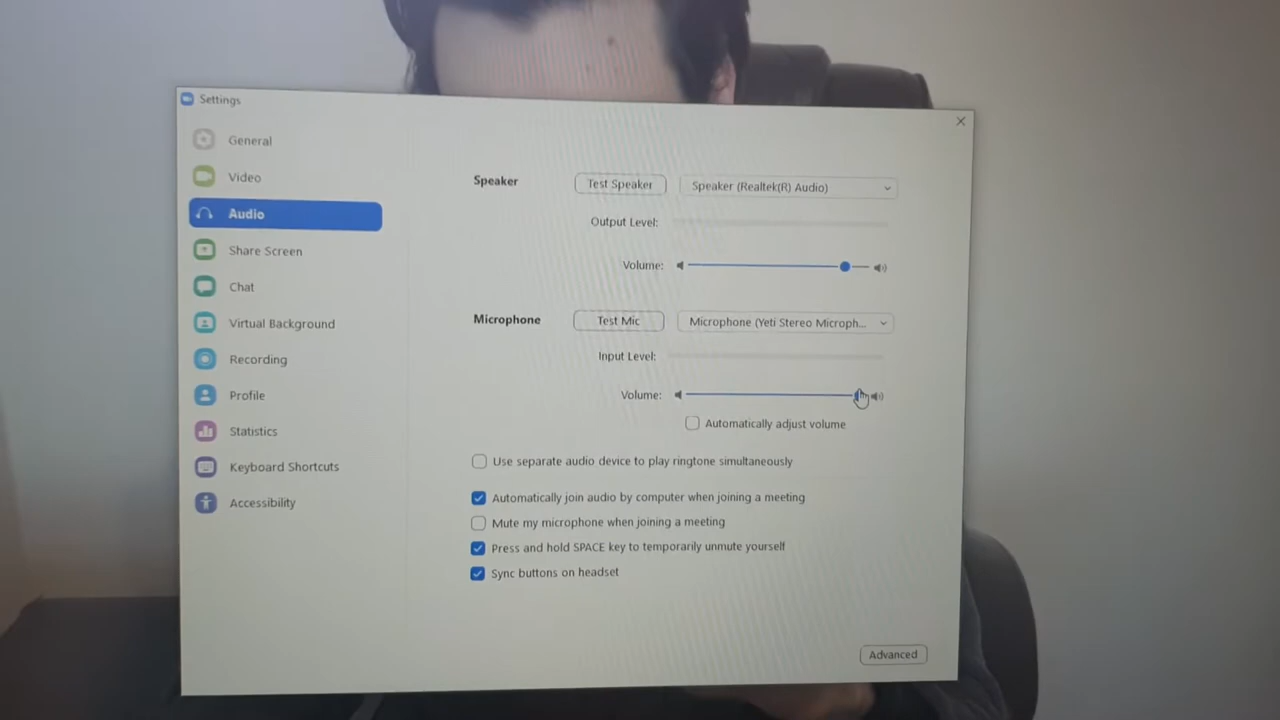 Settings
General
Video
Audio
Share Screen
Chat
Virtual Background
Recording
Profile
Statistics
Keyboard Shortcuts
Accessibility
Speaker
Test Speaker
Speaker (Realtek(R) Audio)
Output Level:
Volume:
Microphone
Test Mic
Microphone (Yeti Stereo Microph...
Input Level:
Volume:
Automatically adjust volume
Use separate audio device to play ringtone simultaneously
Automatically join audio by computer when joining a meeting
Mute my microphone when joining a meeting
Press and hold SPACE key to temporarily unmute yourself
Sync buttons on headset
Advanced